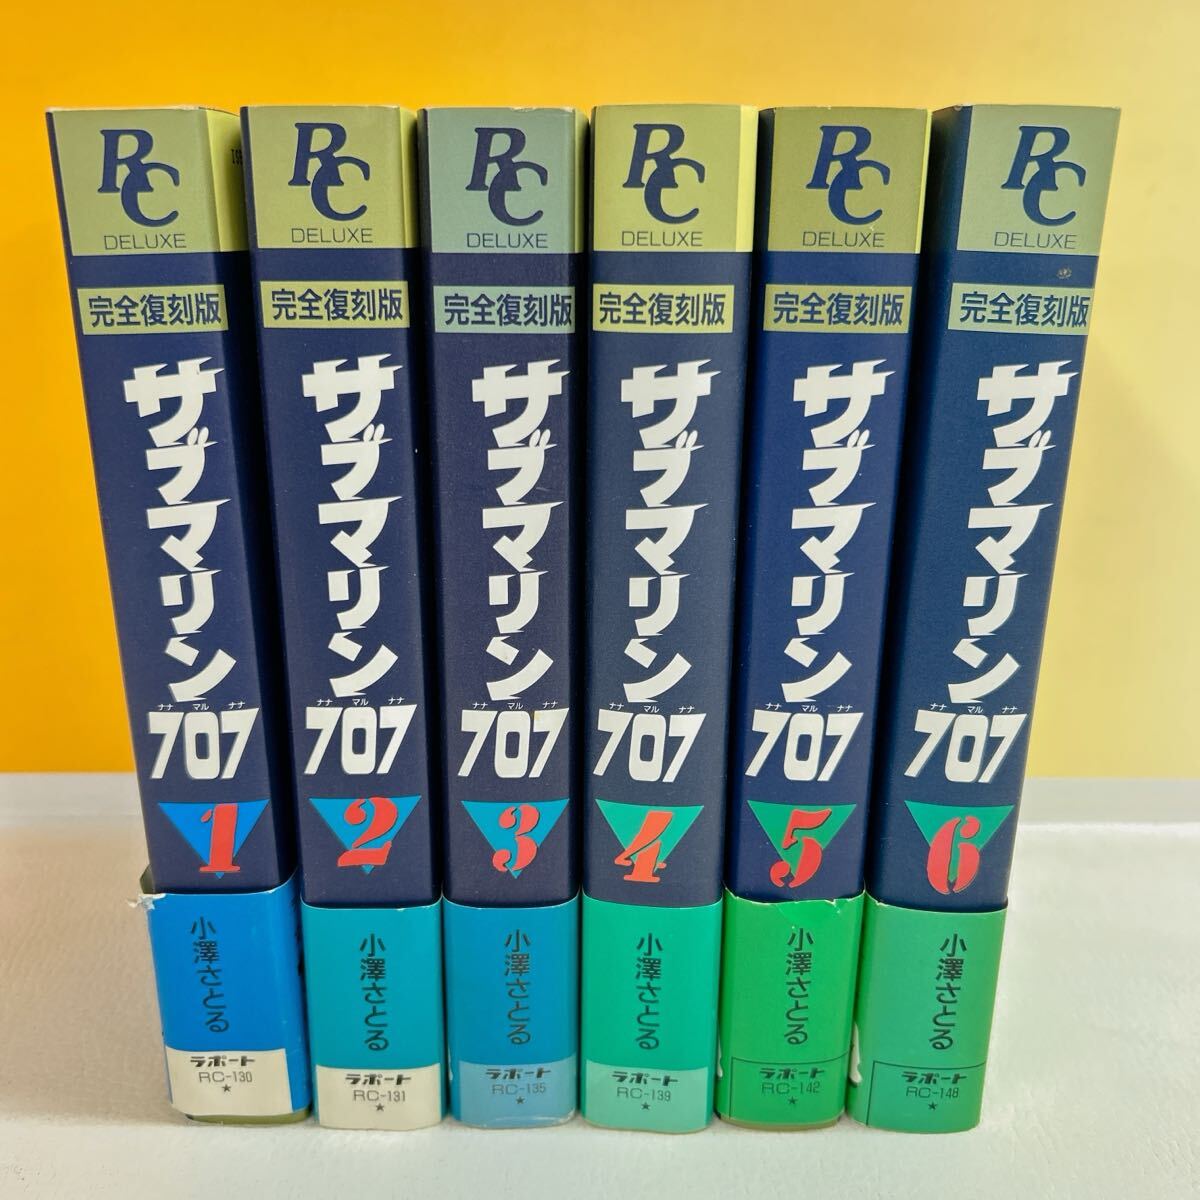 RC
DELUXE
完全復刻版
サブマリン
ナナ マル ナナ
707
1
小澤さとる
ラポート
RC-130
★
RC
DELUXE
完全復刻版
サブマリン
ナナ マル ナナ
707
2
小澤さとる
ラポート
RC-131
★
RC
DELUXE
完全復刻版
サブマリン
ナナ マル ナナ
707
3
小澤さとる
ラポート
RC-135
★
RC
DELUXE
完全復刻版
サブマリン
ナナ マル ナナ
707
4
小澤さとる
ラポート
RC-139
★
RC
DELUXE
完全復刻版
サブマリン
ナナ マル ナナ
707
5
小澤さとる
ラポート
RC-142
★
RC
DELUXE
完全復刻版
サブマリン
ナナ マル ナナ
707
6
小澤さとる
ラポート
RC-148
★